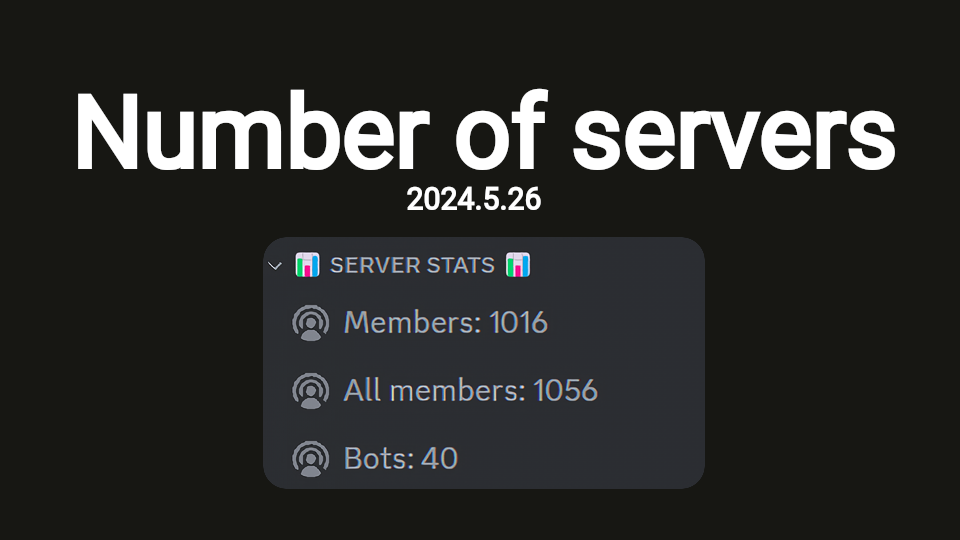 Number of servers
2024.5.26
SERVER STATS
Members: 1016
All members: 1056
Bots: 40